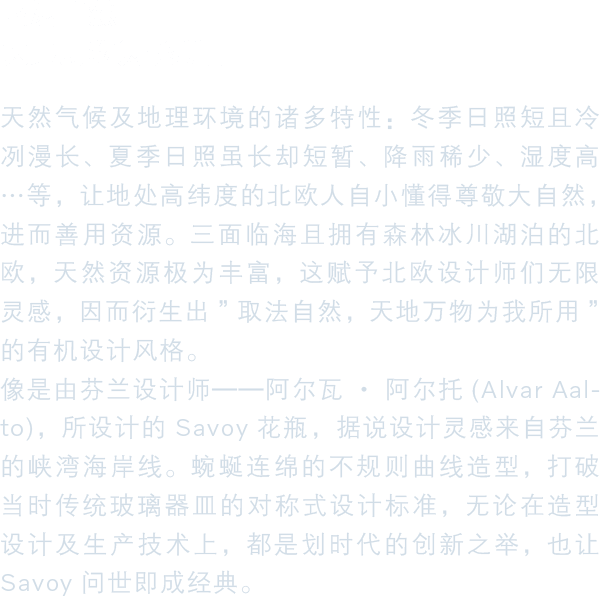 天然气候及地理环境的诸多特性：冬季日照短且冷
冽漫长、夏季日照虽长却短暂、降雨稀少、湿度高
…等，让地处高纬度的北欧人自小懂得尊敬大自然，
进而善用资源。三面临海且拥有森林冰川湖泊的北
欧，天然资源极为丰富，这赋予北欧设计师们无限
灵感，因而衍生出 ” 取法自然，天地万物为我所用 ”
的有机设计风格。
像是由芬兰设计师——阿尔瓦 · 阿尔托 (Alvar Aal-
to)，所设计的 Savoy 花瓶，据说设计灵感来自芬兰
的峡湾海岸线。蜿蜒连绵的不规则曲线造型，打破
当时传统玻璃器皿的对称式设计标准，无论在造型
设计及生产技术上，都是划时代的创新之举，也让
Savoy 问世即成经典。